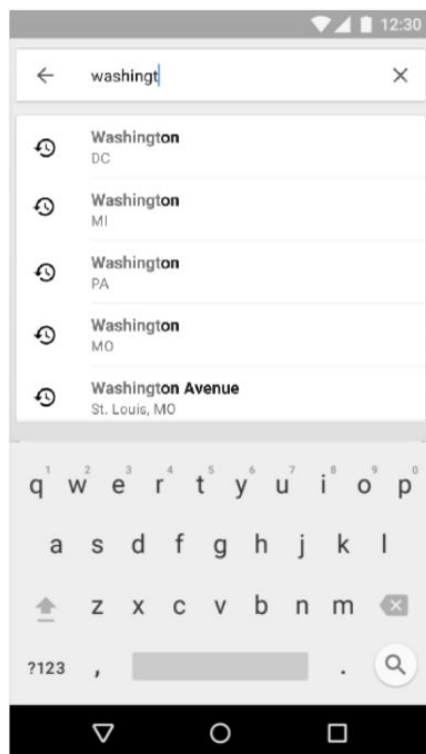 12:30
washingt
Washington
DC
Washington
MI
Washington
PA
Washington
MO
Washington Avenue
St. Louis, MO
1 2 3 4 5 6 7 8 9 0
q w e r t y u i o p
a s d f g h j k l
z x c v b n m
?123 , .